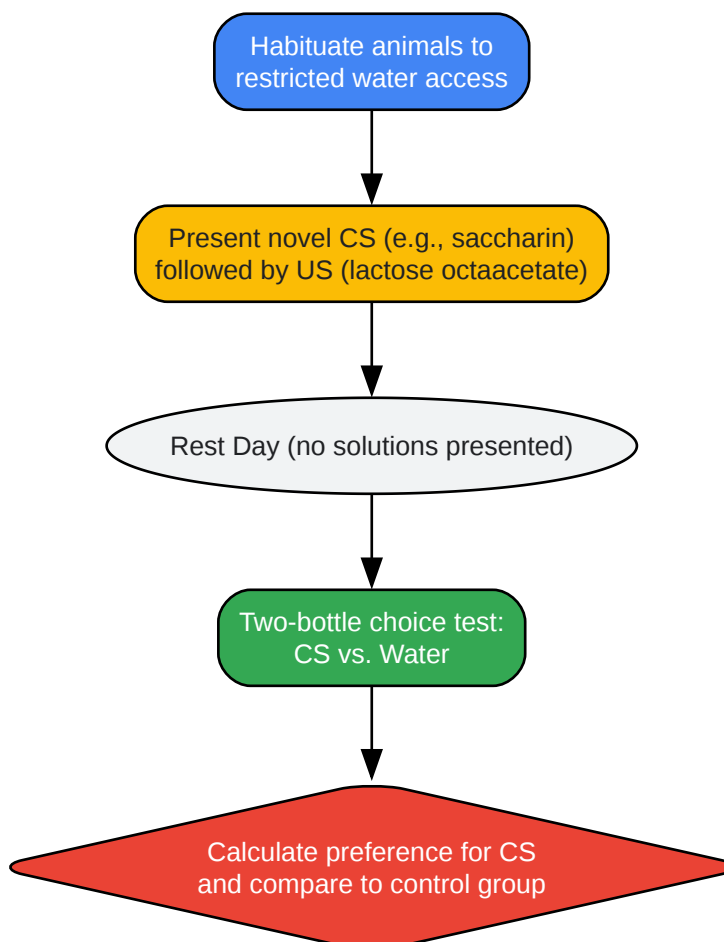 Habituate animals to
restricted water access
Present novel CS (e.g., saccharin)
followed by US (lactose octaacetate)
Rest Day (no solutions presented)
Two-bottle choice test:
CS vs. Water
Calculate preference for CS
and compare to control group